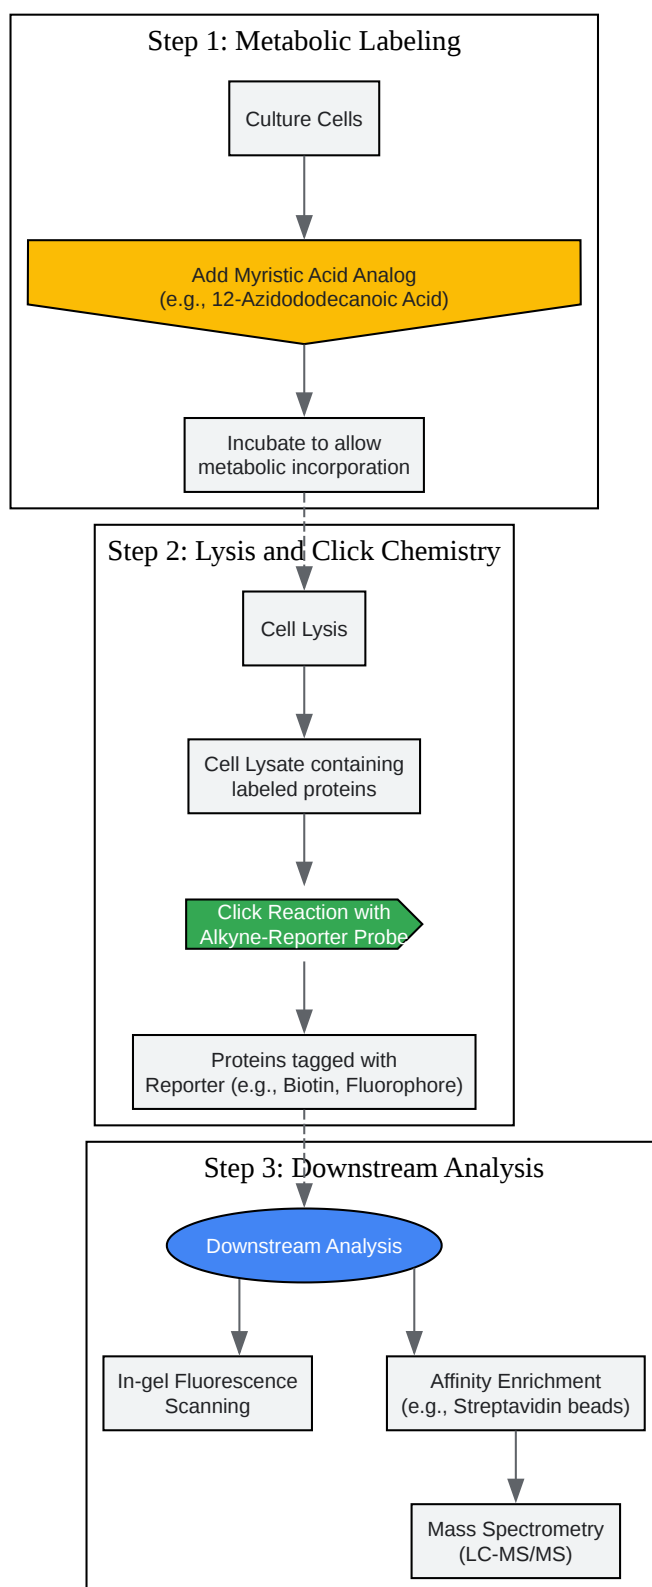 Step 1: Metabolic Labeling
Culture Cells
Add Myristic Acid Analog
(e.g., 12-Azidododecanoic Acid)
Incubate to allow
metabolic incorporation
Step 2: Lysis and Click Chemistry
Cell Lysis
Cell Lysate containing
labeled proteins
Click Reaction with
Alkyne-Reporter Probe
Proteins tagged with
Reporter (e.g., Biotin, Fluorophore)
Step 3: Downstream Analysis
Downstream Analysis
In-gel Fluorescence
Scanning
Affinity Enrichment
(e.g., Streptavidin beads)
Mass Spectrometry
(LC-MS/MS)